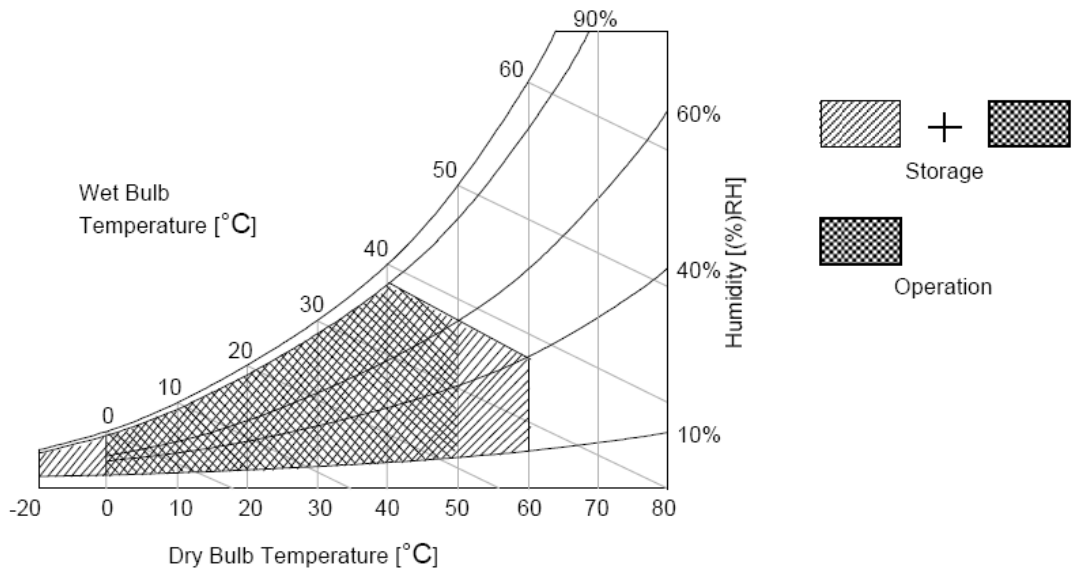 90%
60
60%
50
Wet Bulb
Temperature [°C]
40
40%
30
20
10
0
10%
Humidity [(%)RH]
-20 0 10 20 30 40 50 60 70 80
Dry Bulb Temperature [°C]
+
Storage
Operation